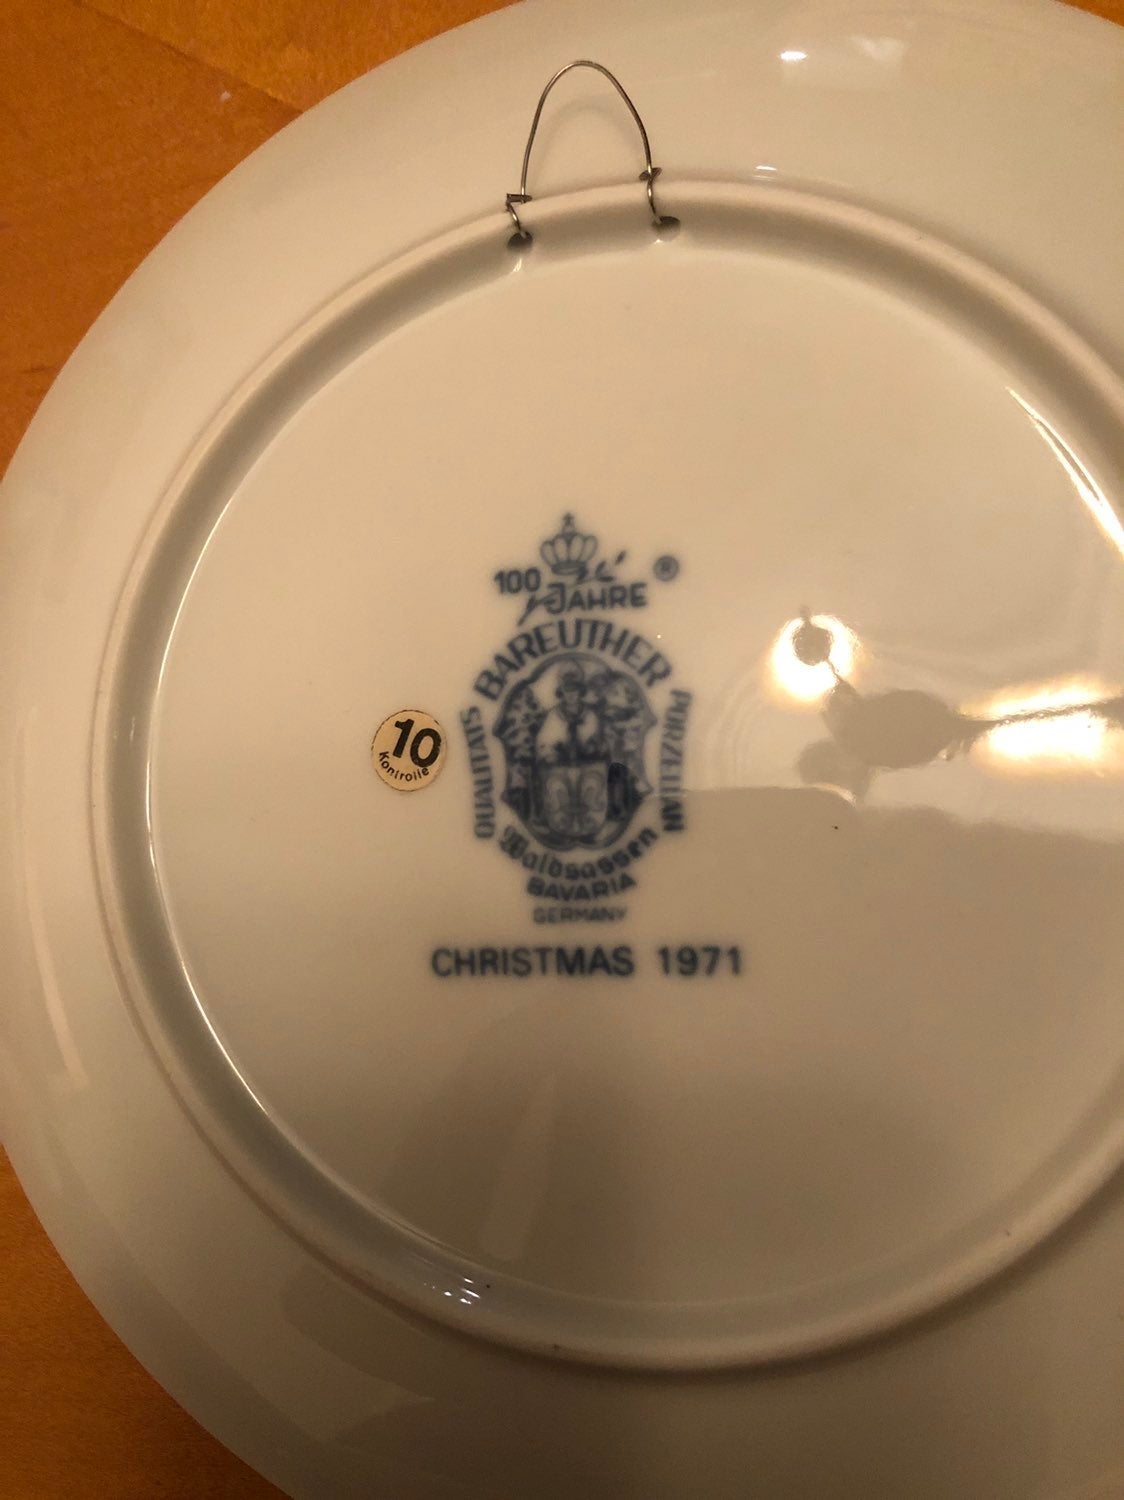 100
JAHRE ®
BAREUTHER
QUALITÄTS
PORZELLAN
Waldsassen
BAVARIA
GERMANY
CHRISTMAS 1971
10
Kontrolle